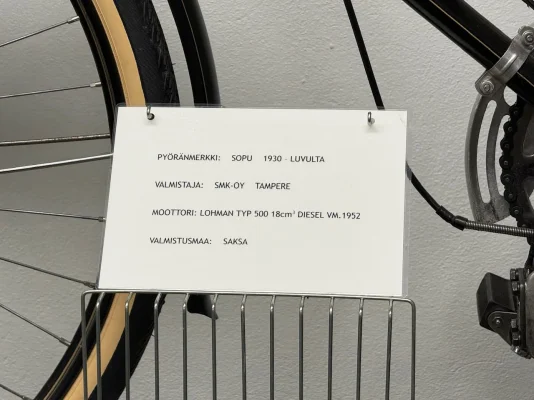 PYÖRÄNMERKKI: SOPU 1930 - LUVULTA
VALMISTAJA: SMK-OY TAMPERE
MOOTTORI: LOHMAN TYP 500 18cm³ DIESEL VM.1952
VALMISTUSMAA: SAKSA